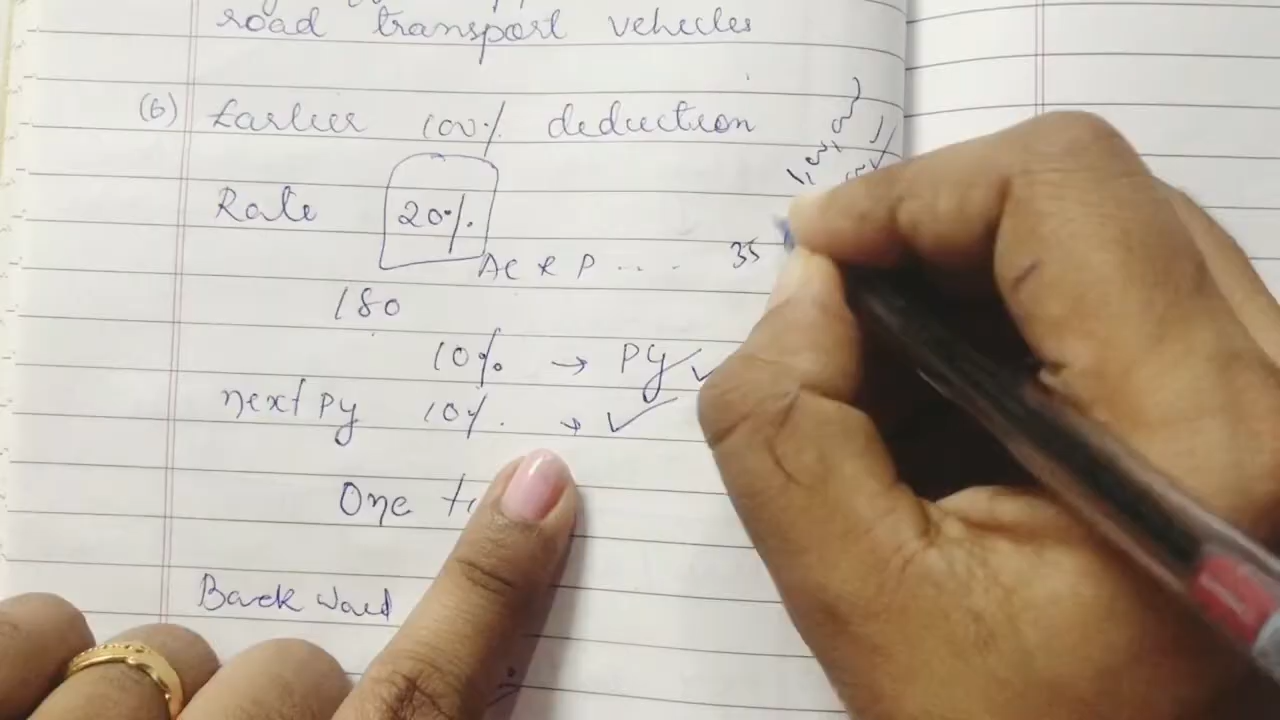 road transport vehicles
(6) Earlier 100% deduction
Rate 20%.
AC & P ....
35
180
10% → PY ✓
next PY 10%. → ✓
One
Backward